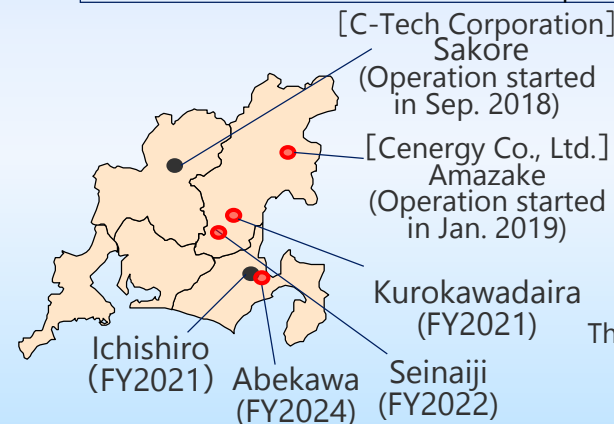 [C-Tech Corporation]
Sakore
(Operation started
in Sep. 2018)
[Cenergy Co., Ltd.]
Amazake
(Operation started
in Jan. 2019)
Kurokawadaira
(FY2021)
Th
Ichishiro
(FY2021)
Abekawa
(FY2024)
Seinaiji
(FY2022)